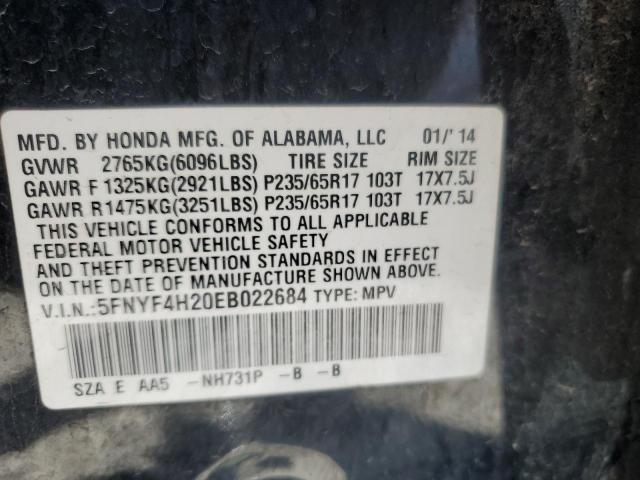 MFD. BY HONDA MFG. OF ALABAMA, LLC 01/'14
GVWR 2765KG(6096LBS) TIRE SIZE RIM SIZE
GAWR F 1325KG(2921LBS) P235/65R17 103T 17X7.5J
GAWR R1475KG(3251LBS) P235/65R17 103T 17X7.5J
THIS VEHICLE CONFORMS TO ALL APPLICABLE
FEDERAL MOTOR VEHICLE SAFETY
AND THEFT PREVENTION STANDARDS IN EFFECT
ON THE DATE OF MANUFACTURE SHOWN ABOVE.
V.I.N.:5FNYF4H20EB022684 TYPE: MPV
SZA E AA5 -NH731P -B -B